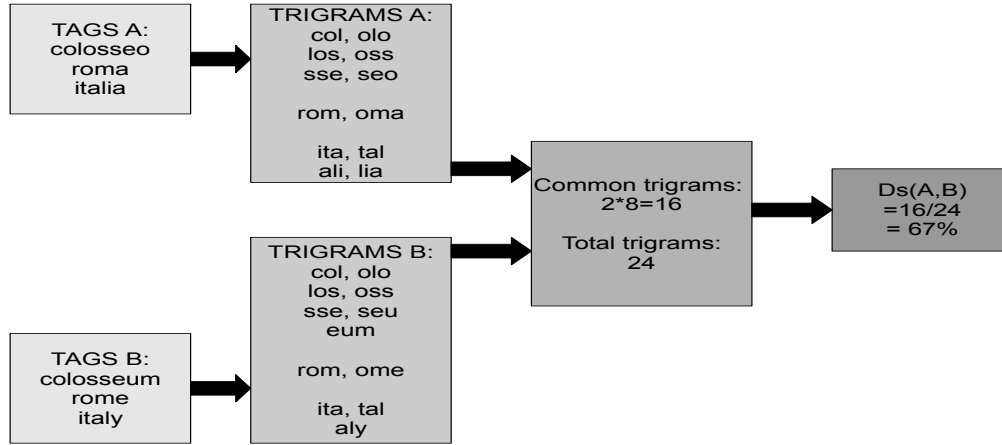 TAGS A:
colosseo
roma
italia
TRIGRAMS A:
col, olo
los, oss
sse, seo
rom, oma
ita, tal
ali, lia
TAGS B:
colosseum
rome
italy
TRIGRAMS B:
col, olo
los, oss
sse, seu
eum
rom, ome
ita, tal
aly
Common trigrams:
2*8=16
Total trigrams:
24
Ds(A,B)
=16/24
= 67%